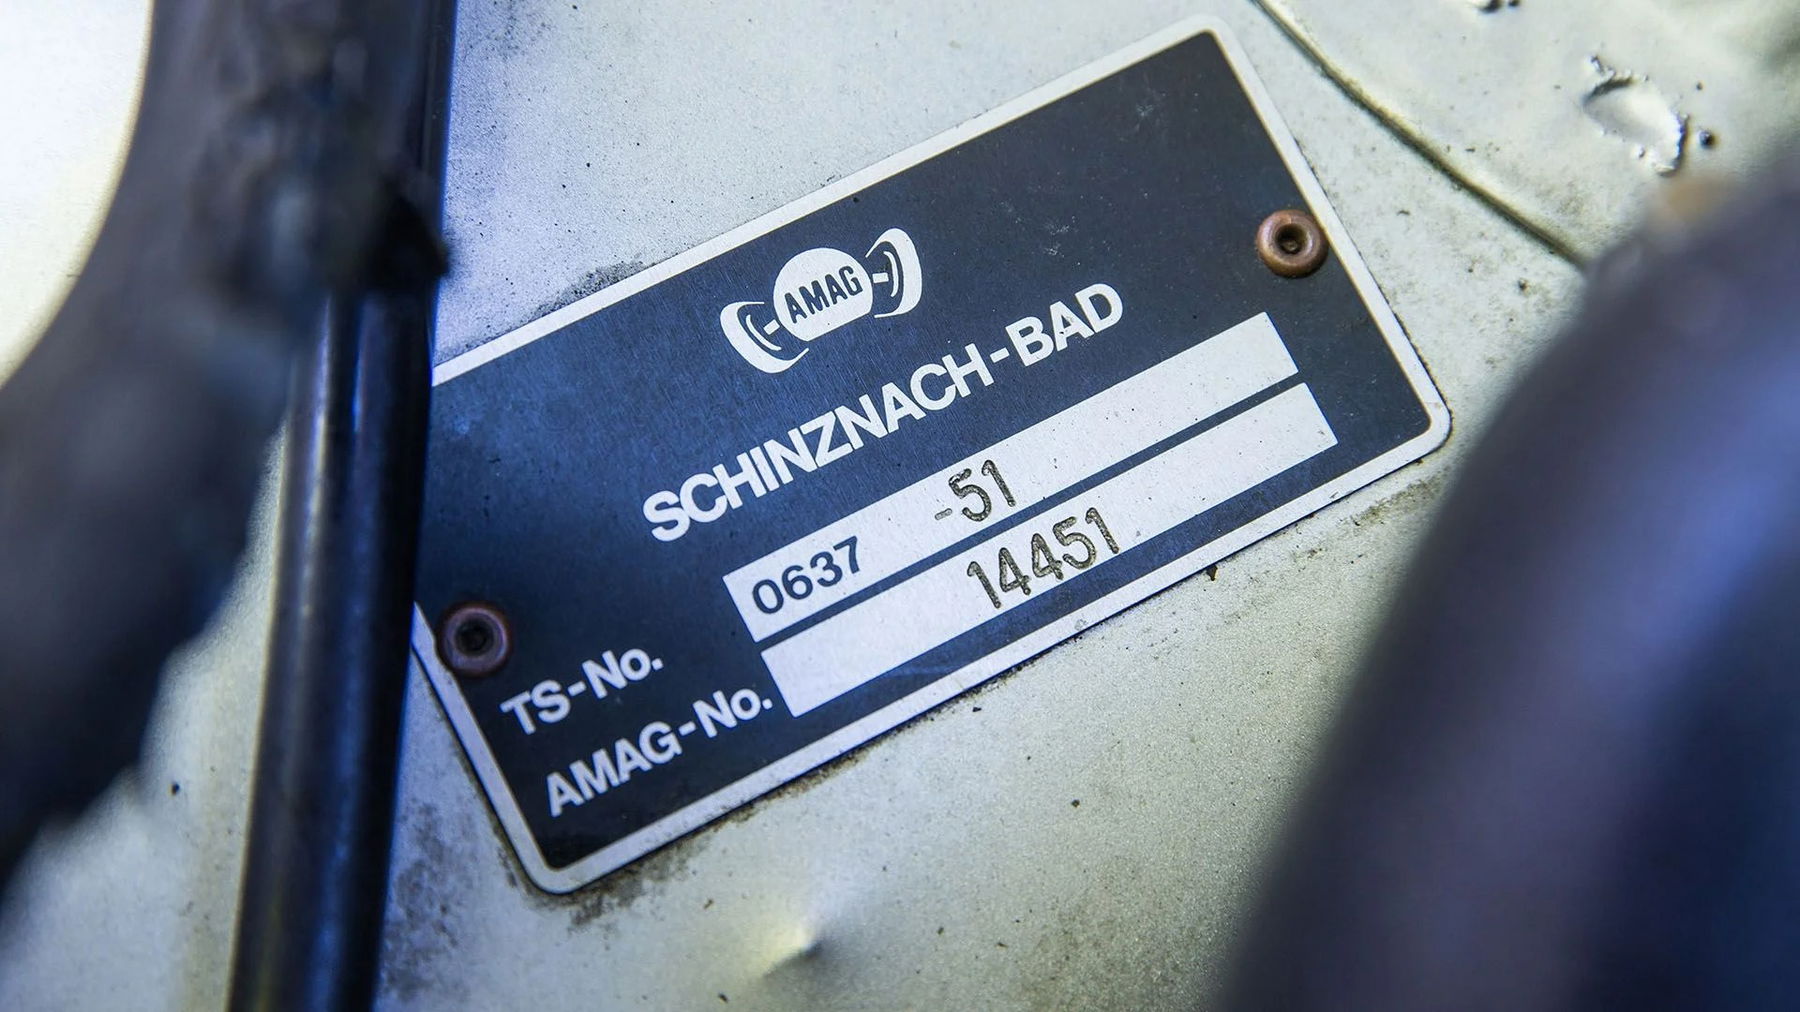 AMAG
SCHINZNACH-BAD
TS-No. 0637 -51
AMAG-No. 14451